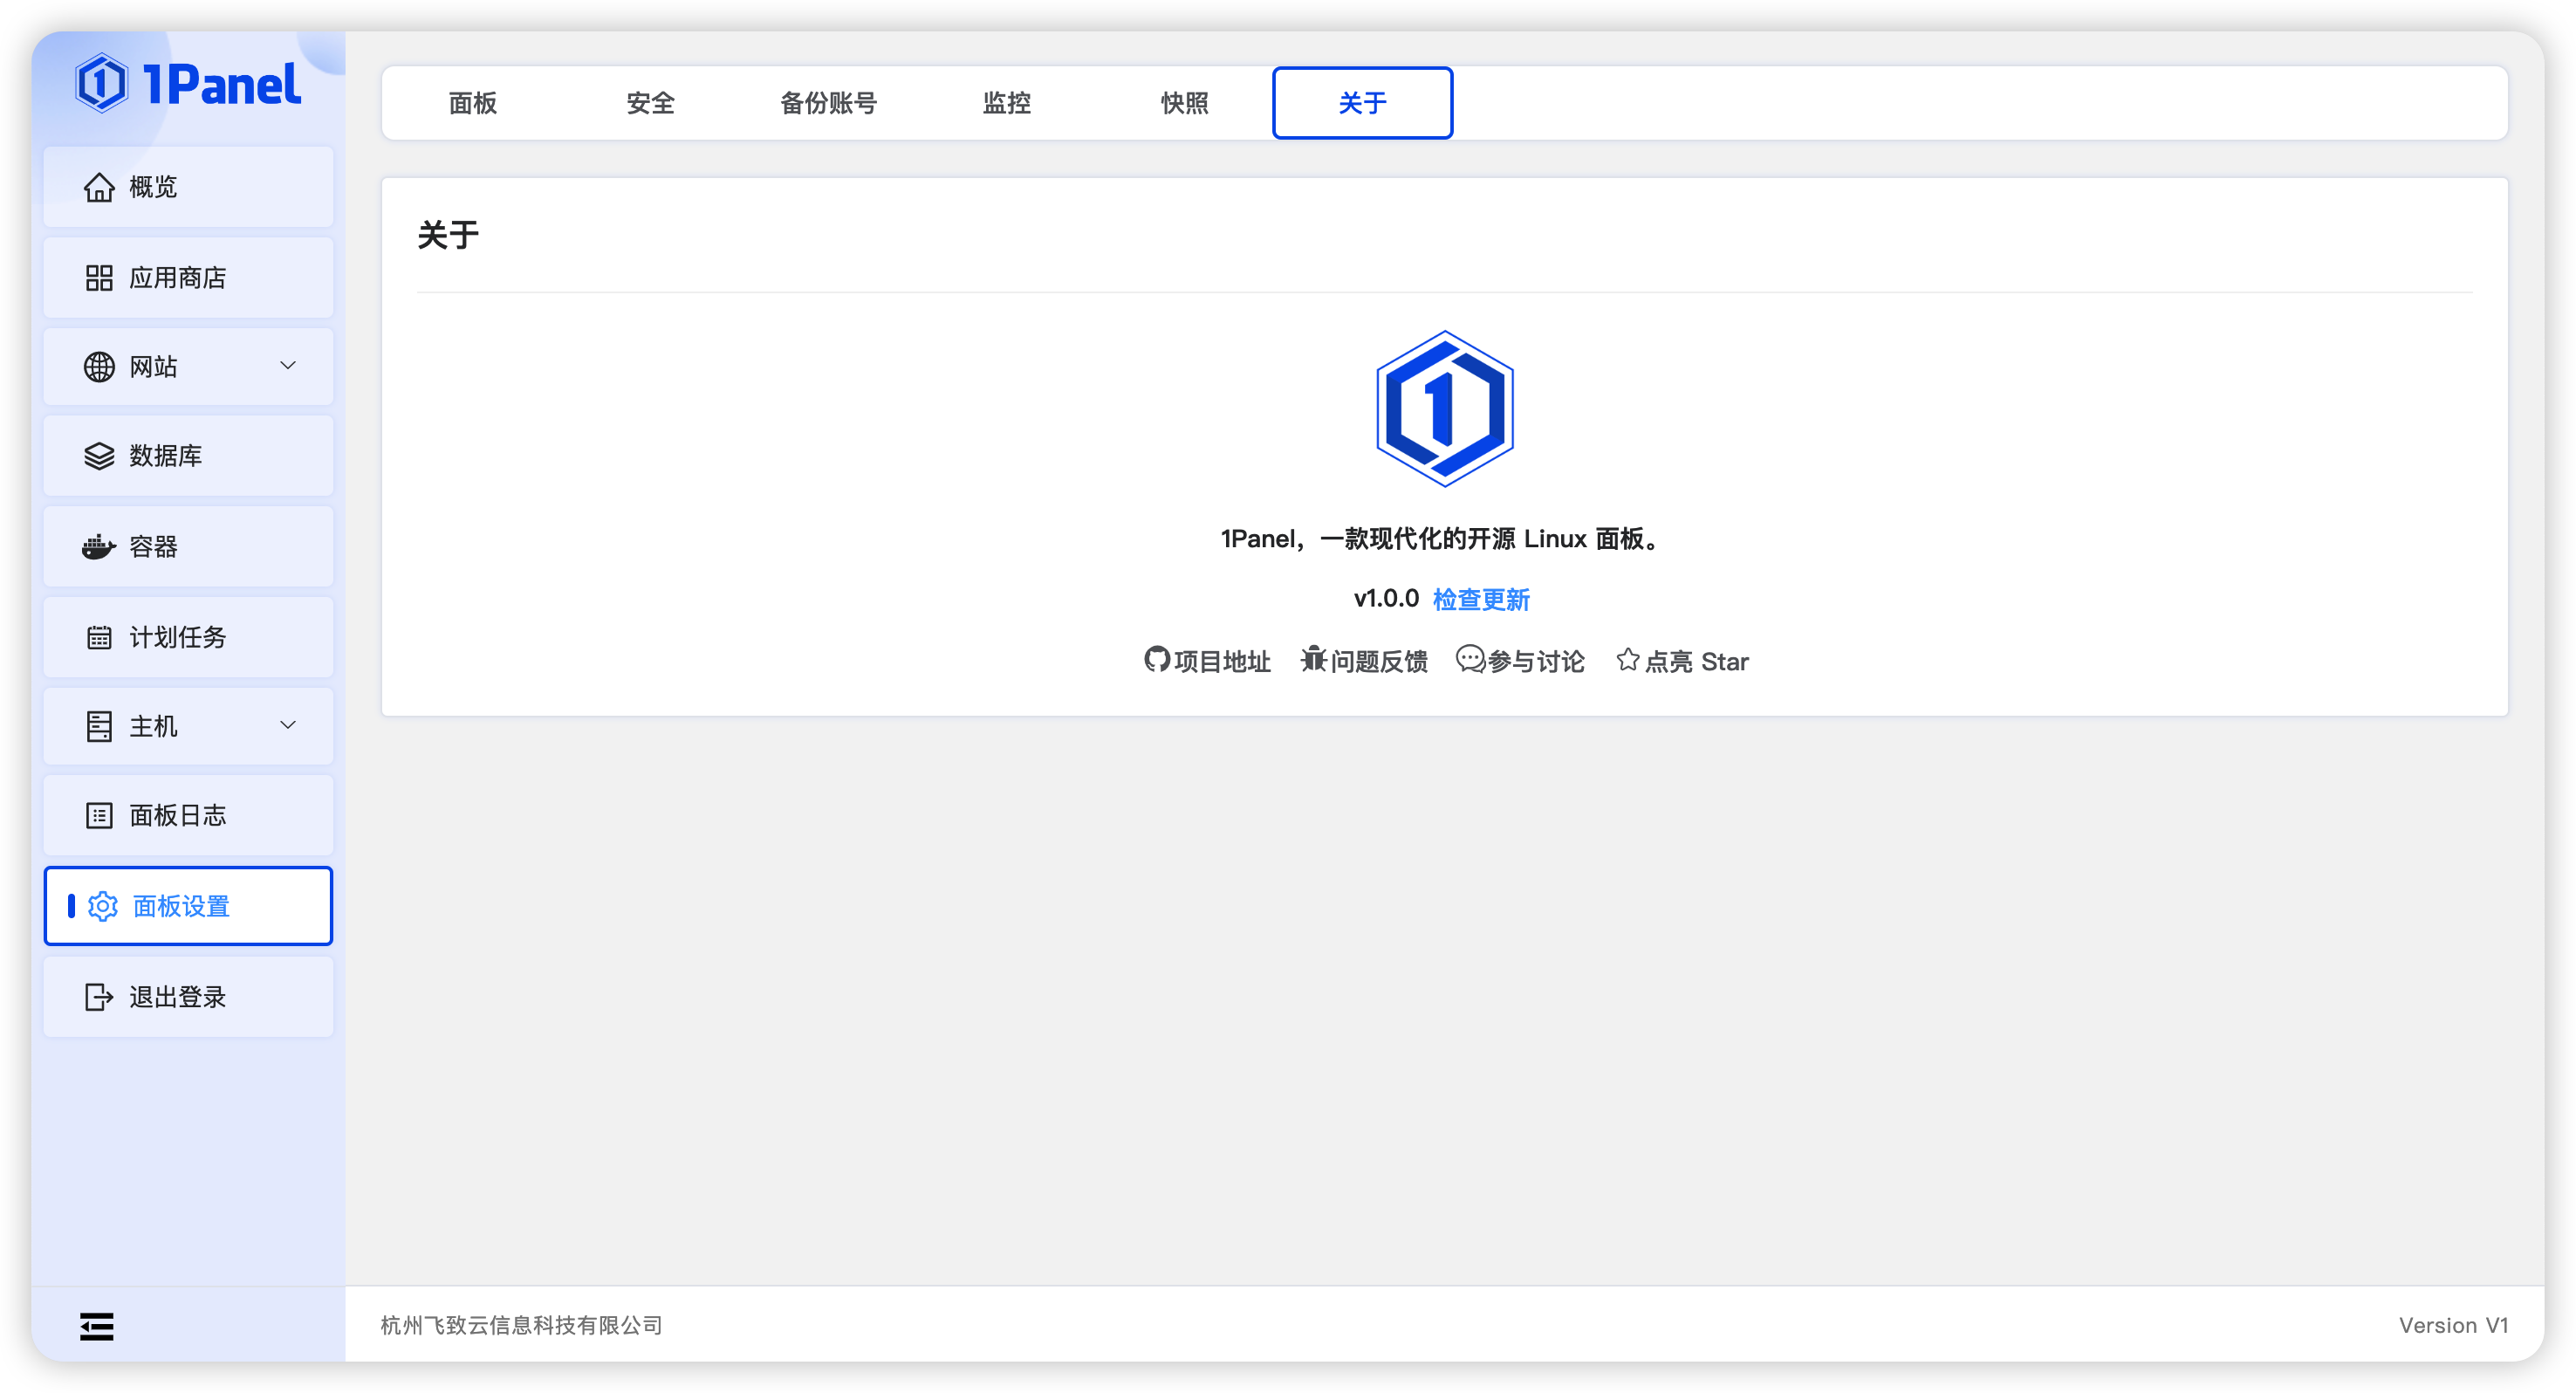 1Panel
概览
应用商店
网站
数据库
容器
计划任务
主机
面板日志
面板设置
退出登录
面板 安全 备份账号 监控 快照 关于
关于
1Panel，一款现代化的开源 Linux 面板。
v1.0.0 检查更新
项目地址 问题反馈 参与讨论 点亮 Star
杭州飞致云信息科技有限公司
Version V1